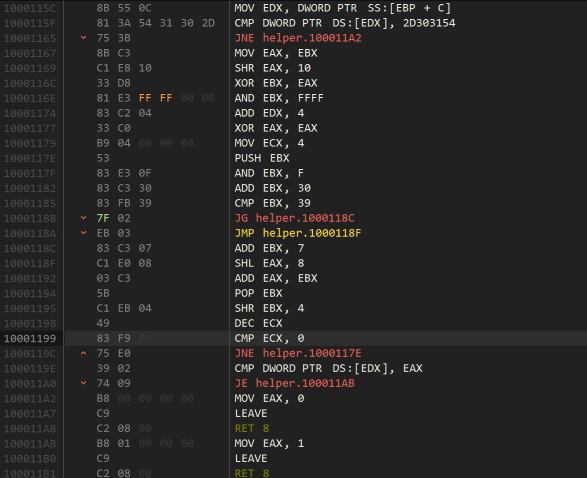 1000115C 8B 55 0C MOV EDX, DWORD PTR SS:[EBP + C]
1000115F 81 3A 54 31 30 2D CMP DWORD PTR DS:[EDX], 2D303154
10001165 75 3B JNE helper.100011A2
10001167 8B C3 MOV EAX, EBX
10001169 C1 E8 10 SHR EAX, 10
1000116C 33 D8 XOR EBX, EAX
1000116E 81 E3 FF FF 00 00 AND EBX, FFFF
10001174 83 C2 04 ADD EDX, 4
10001177 33 C0 XOR EAX, EAX
10001179 B9 04 00 00 00 MOV ECX, 4
1000117E 53 PUSH EBX
1000117F 83 E3 0F AND EBX, F
10001182 83 C3 30 ADD EBX, 30
10001185 83 FB 39 CMP EBX, 39
10001188 7F 02 JG helper.1000118C
1000118A EB 03 JMP helper.1000118F
1000118C 83 C3 07 ADD EBX, 7
1000118F C1 E0 08 SHL EAX, 8
10001192 03 C3 ADD EAX, EBX
10001194 5B POP EBX
10001195 C1 EB 04 SHR EBX, 4
10001198 49 DEC ECX
10001199 83 F9 00 CMP ECX, 0
1000119C 75 E0 JNE helper.1000117E
1000119E 39 02 CMP DWORD PTR DS:[EDX], EAX
100011A0 74 09 JE helper.100011AB
100011A2 B8 00 00 00 00 MOV EAX, 0
100011A7 C9 LEAVE
100011A8 C2 08 00 RET 8
100011AB B8 01 00 00 00 MOV EAX, 1
100011B0 C9 LEAVE
100011B1 C2 08 00 RET 8